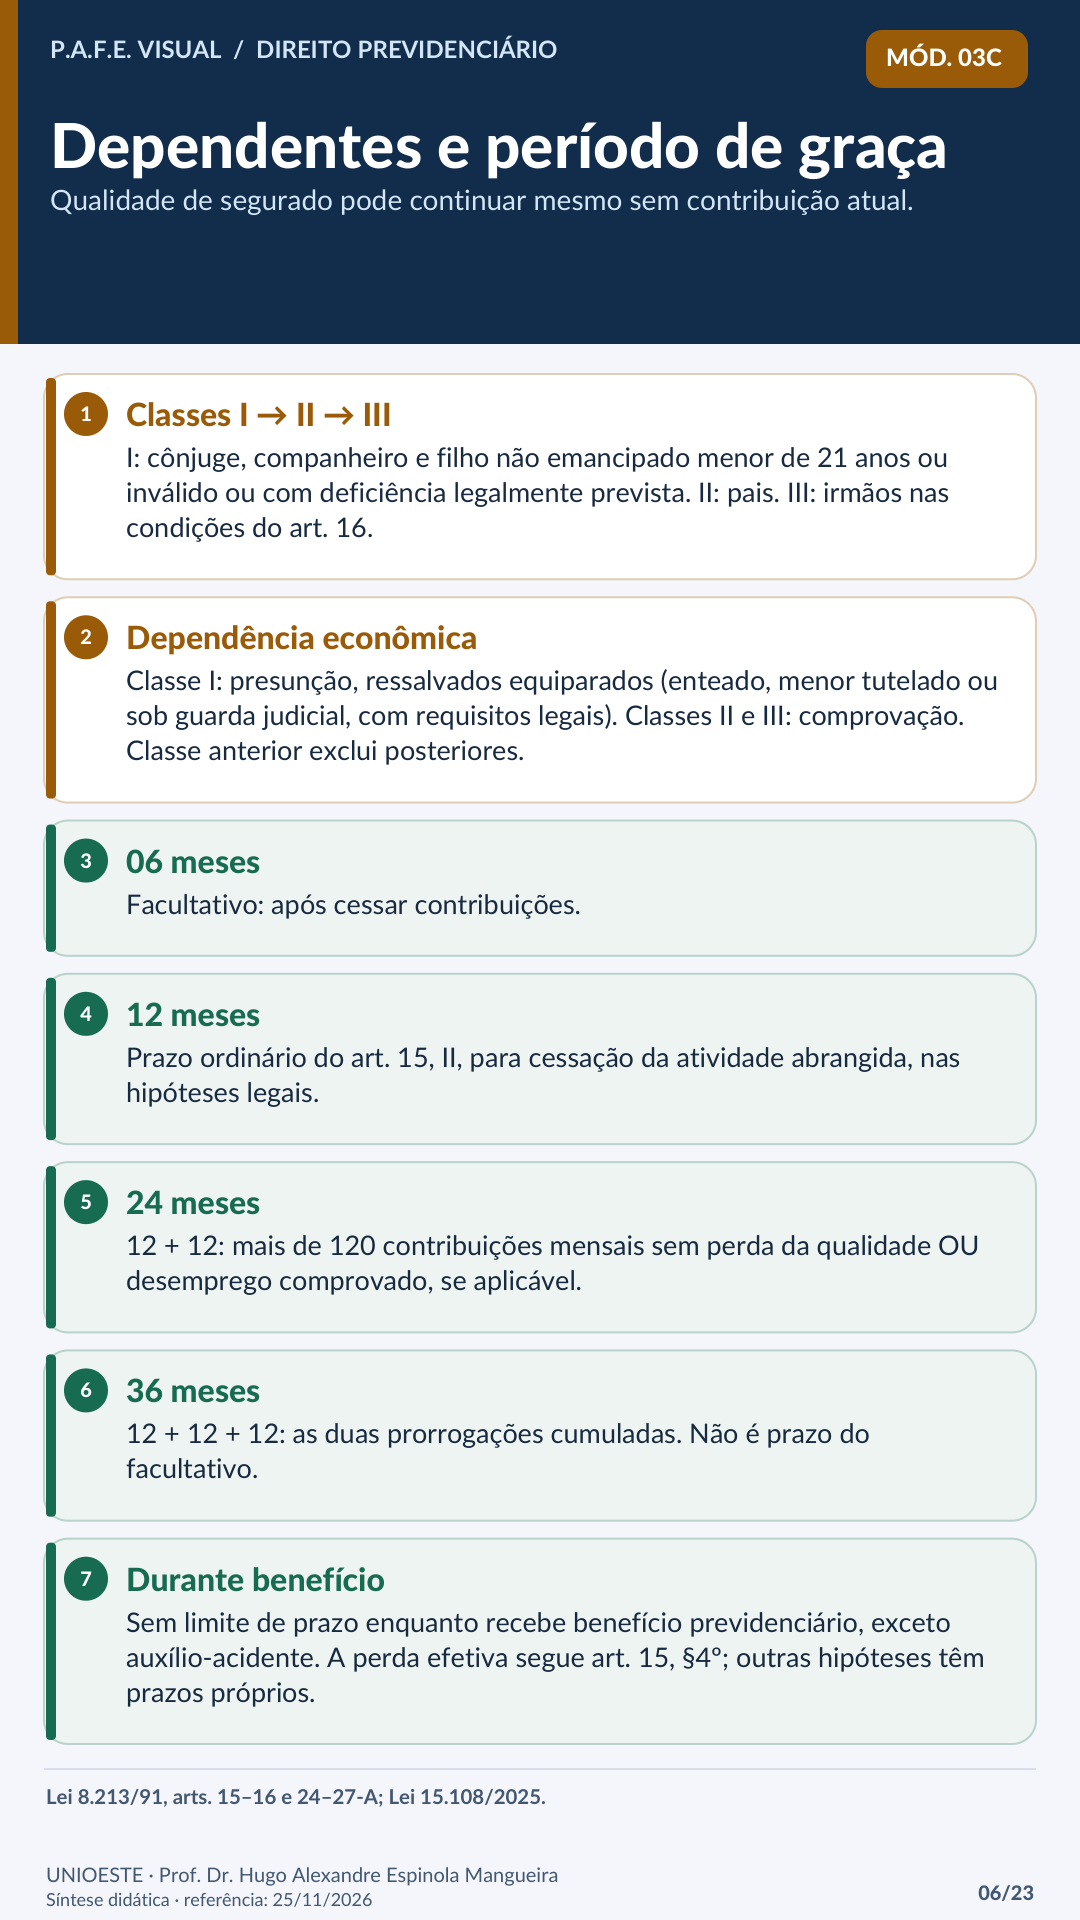 P.A.F.E. VISUAL / DIREITO PREVIDENCIÁRIO
MÓD. 03C
Dependentes e período de graça
Qualidade de segurado pode continuar mesmo sem contribuição atual.
1
Classes I → II → III
I: cônjuge, companheiro e filho não emancipado menor de 21 anos ou
inválido ou com deficiência legalmente prevista. II: pais. III: irmãos nas
condições do art. 16.
2
Dependência econômica
Classe I: presunção, ressalvados equiparados (enteado, menor tutelado ou
sob guarda judicial, com requisitos legais). Classes II e III: comprovação.
Classe anterior exclui posteriores.
3
06 meses
Facultativo: após cessar contribuições.
4
12 meses
Prazo ordinário do art. 15, II, para cessação da atividade abrangida, nas
hipóteses legais.
5
24 meses
12 + 12: mais de 120 contribuições mensais sem perda da qualidade OU
desemprego comprovado, se aplicável.
6
36 meses
12 + 12 + 12: as duas prorrogações cumuladas. Não é prazo do
facultativo.
7
Durante benefício
Sem limite de prazo enquanto recebe benefício previdenciário, exceto
auxílio-acidente. A perda efetiva segue art. 15, §4º; outras hipóteses têm
prazos próprios.
Lei 8.213/91, arts. 15–16 e 24–27-A; Lei 15.108/2025.
UNIOESTE · Prof. Dr. Hugo Alexandre Espinola Mangueira
Síntese didática · referência: 25/11/2026
06/23